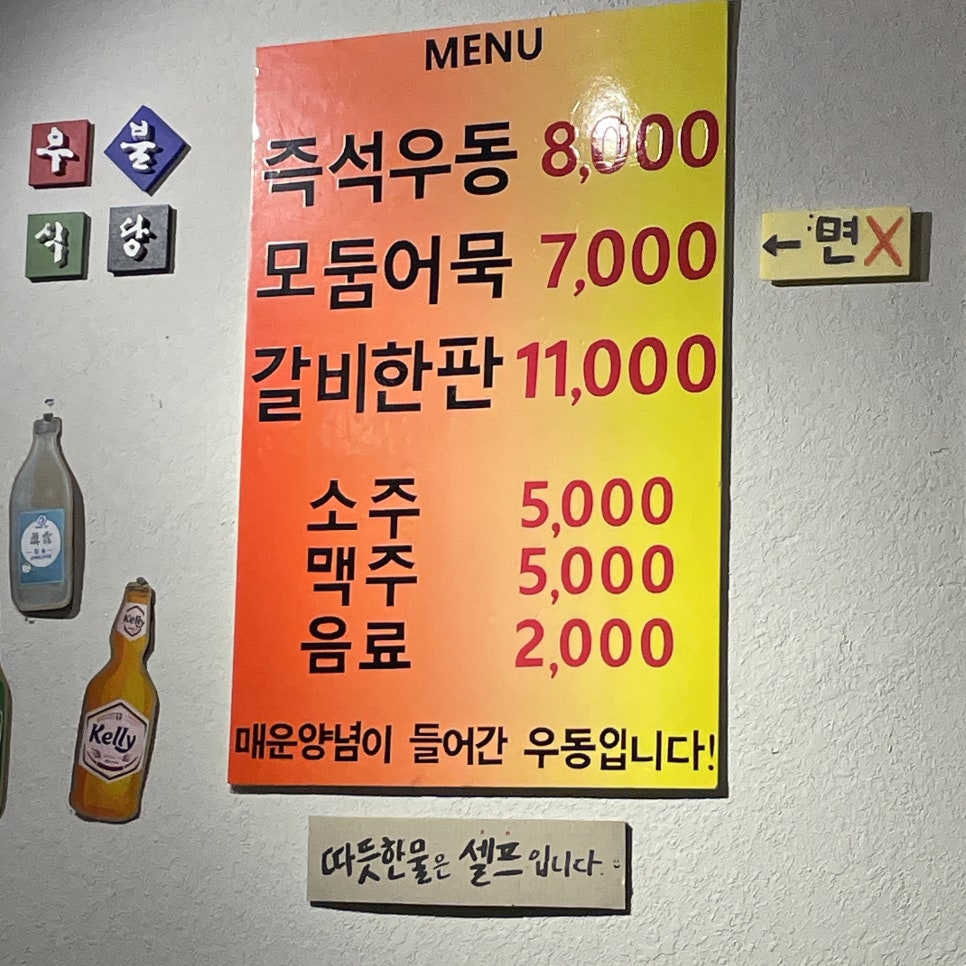 우불
식당
MENU
즉석우동 8,000
모둠어묵 7,000
← 면X
갈비한판 11,000
소주 5,000
맥주 5,000
음료 2,000
매운양념이 들어간 우동입니다!
따뜻한물은 셀프입니다.
Kelly
Kelly